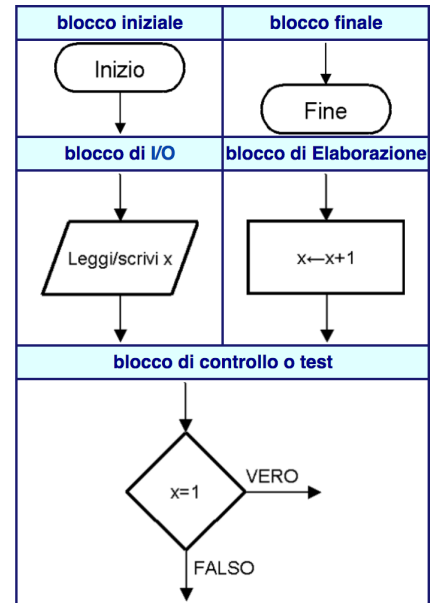 blocco iniziale
blocco finale
Inizio
Fine
blocco di I/O
blocco di Elaborazione
Leggi/scrivi x
x←x+1
blocco di controllo o test
x=1
VERO
FALSO